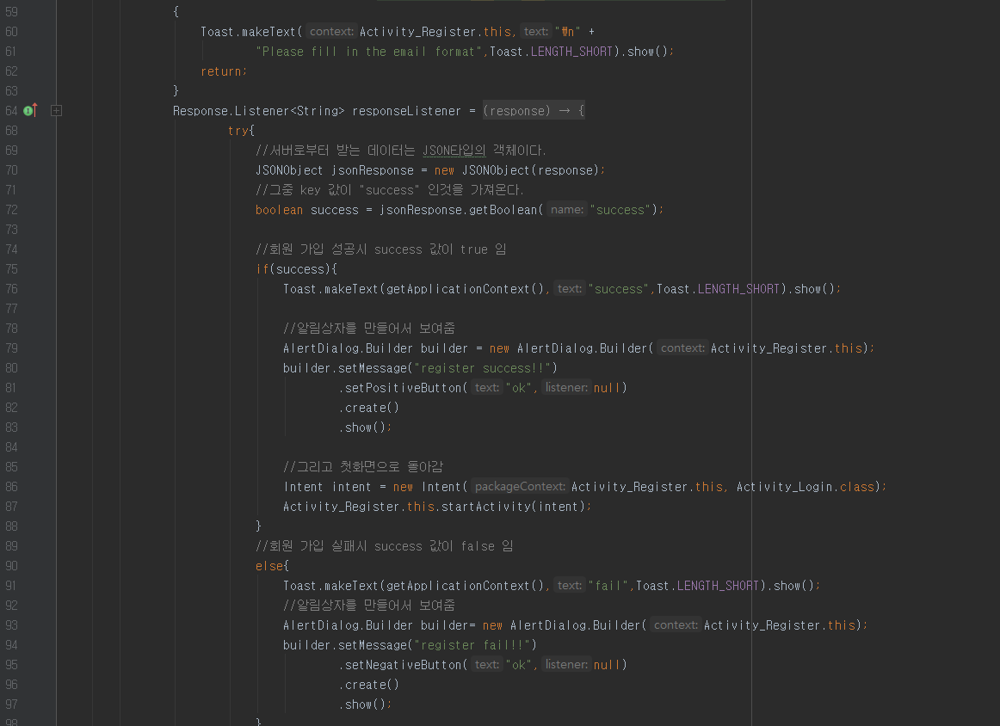 59 {
60 Toast.makeText( context: Activity_Register.this, text: "₩n" +
61 "Please fill in the email format",Toast.LENGTH_SHORT).show();
62 return;
63 }
64 Response.Listener<String> responseListener = (response) → {
68 try{
69 //서버로부터 받는 데이터는 JSON타입의 객체이다.
70 JSONObject jsonResponse = new JSONObject(response);
71 //그중 key 값이 "success" 인것을 가져온다.
72 boolean success = jsonResponse.getBoolean( name: "success");
73
74 //회원 가입 성공시 success 값이 true 임
75 if(success){
76 Toast.makeText(getApplicationContext(), text: "success",Toast.LENGTH_SHORT).show();
77
78 //알림상자를 만들어서 보여줌
79 AlertDialog.Builder builder = new AlertDialog.Builder( context: Activity_Register.this);
80 builder.setMessage("register success!!")
81 .setPositiveButton( text: "ok", listener: null)
82 .create()
83 .show();
84
85 //그리고 첫화면으로 돌아감
86 Intent intent = new Intent( packageContext: Activity_Register.this, Activity_Login.class);
87 Activity_Register.this.startActivity(intent);
88 }
89 //회원 가입 실패시 success 값이 false 임
90 else{
91 Toast.makeText(getApplicationContext(), text: "fail",Toast.LENGTH_SHORT).show();
92 //알림상자를 만들어서 보여줌
93 AlertDialog.Builder builder= new AlertDialog.Builder( context: Activity_Register.this);
94 builder.setMessage("register fail!!")
95 .setNegativeButton( text: "ok", listener: null)
96 .create()
97 .show();
98 }